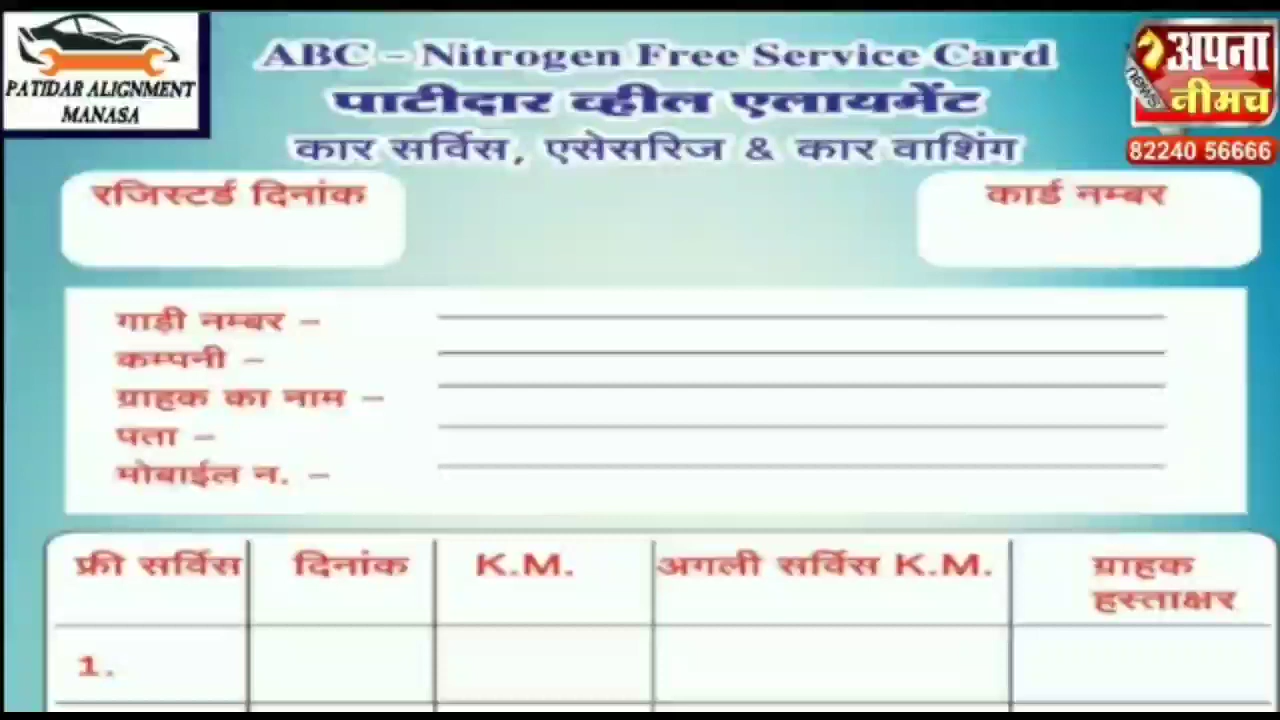 PATIDAR ALIGNMENT
MANASA
ABC - Nitrogen Free Service Card
पाटीदार व्हील एलायमेंट
कार सर्विस, एसेसरिज & कार वाशिंग
अपना
news
नीमच
82240 56666
रजिस्टर्ड दिनांक
कार्ड नम्बर
गाडी नम्बर –
कम्पनी –
ग्राहक का नाम –
पता –
मोबाईल न. –
फ्री सर्विस दिनांक K.M. अगली सर्विस K.M. ग्राहक
हस्ताक्षर
1.